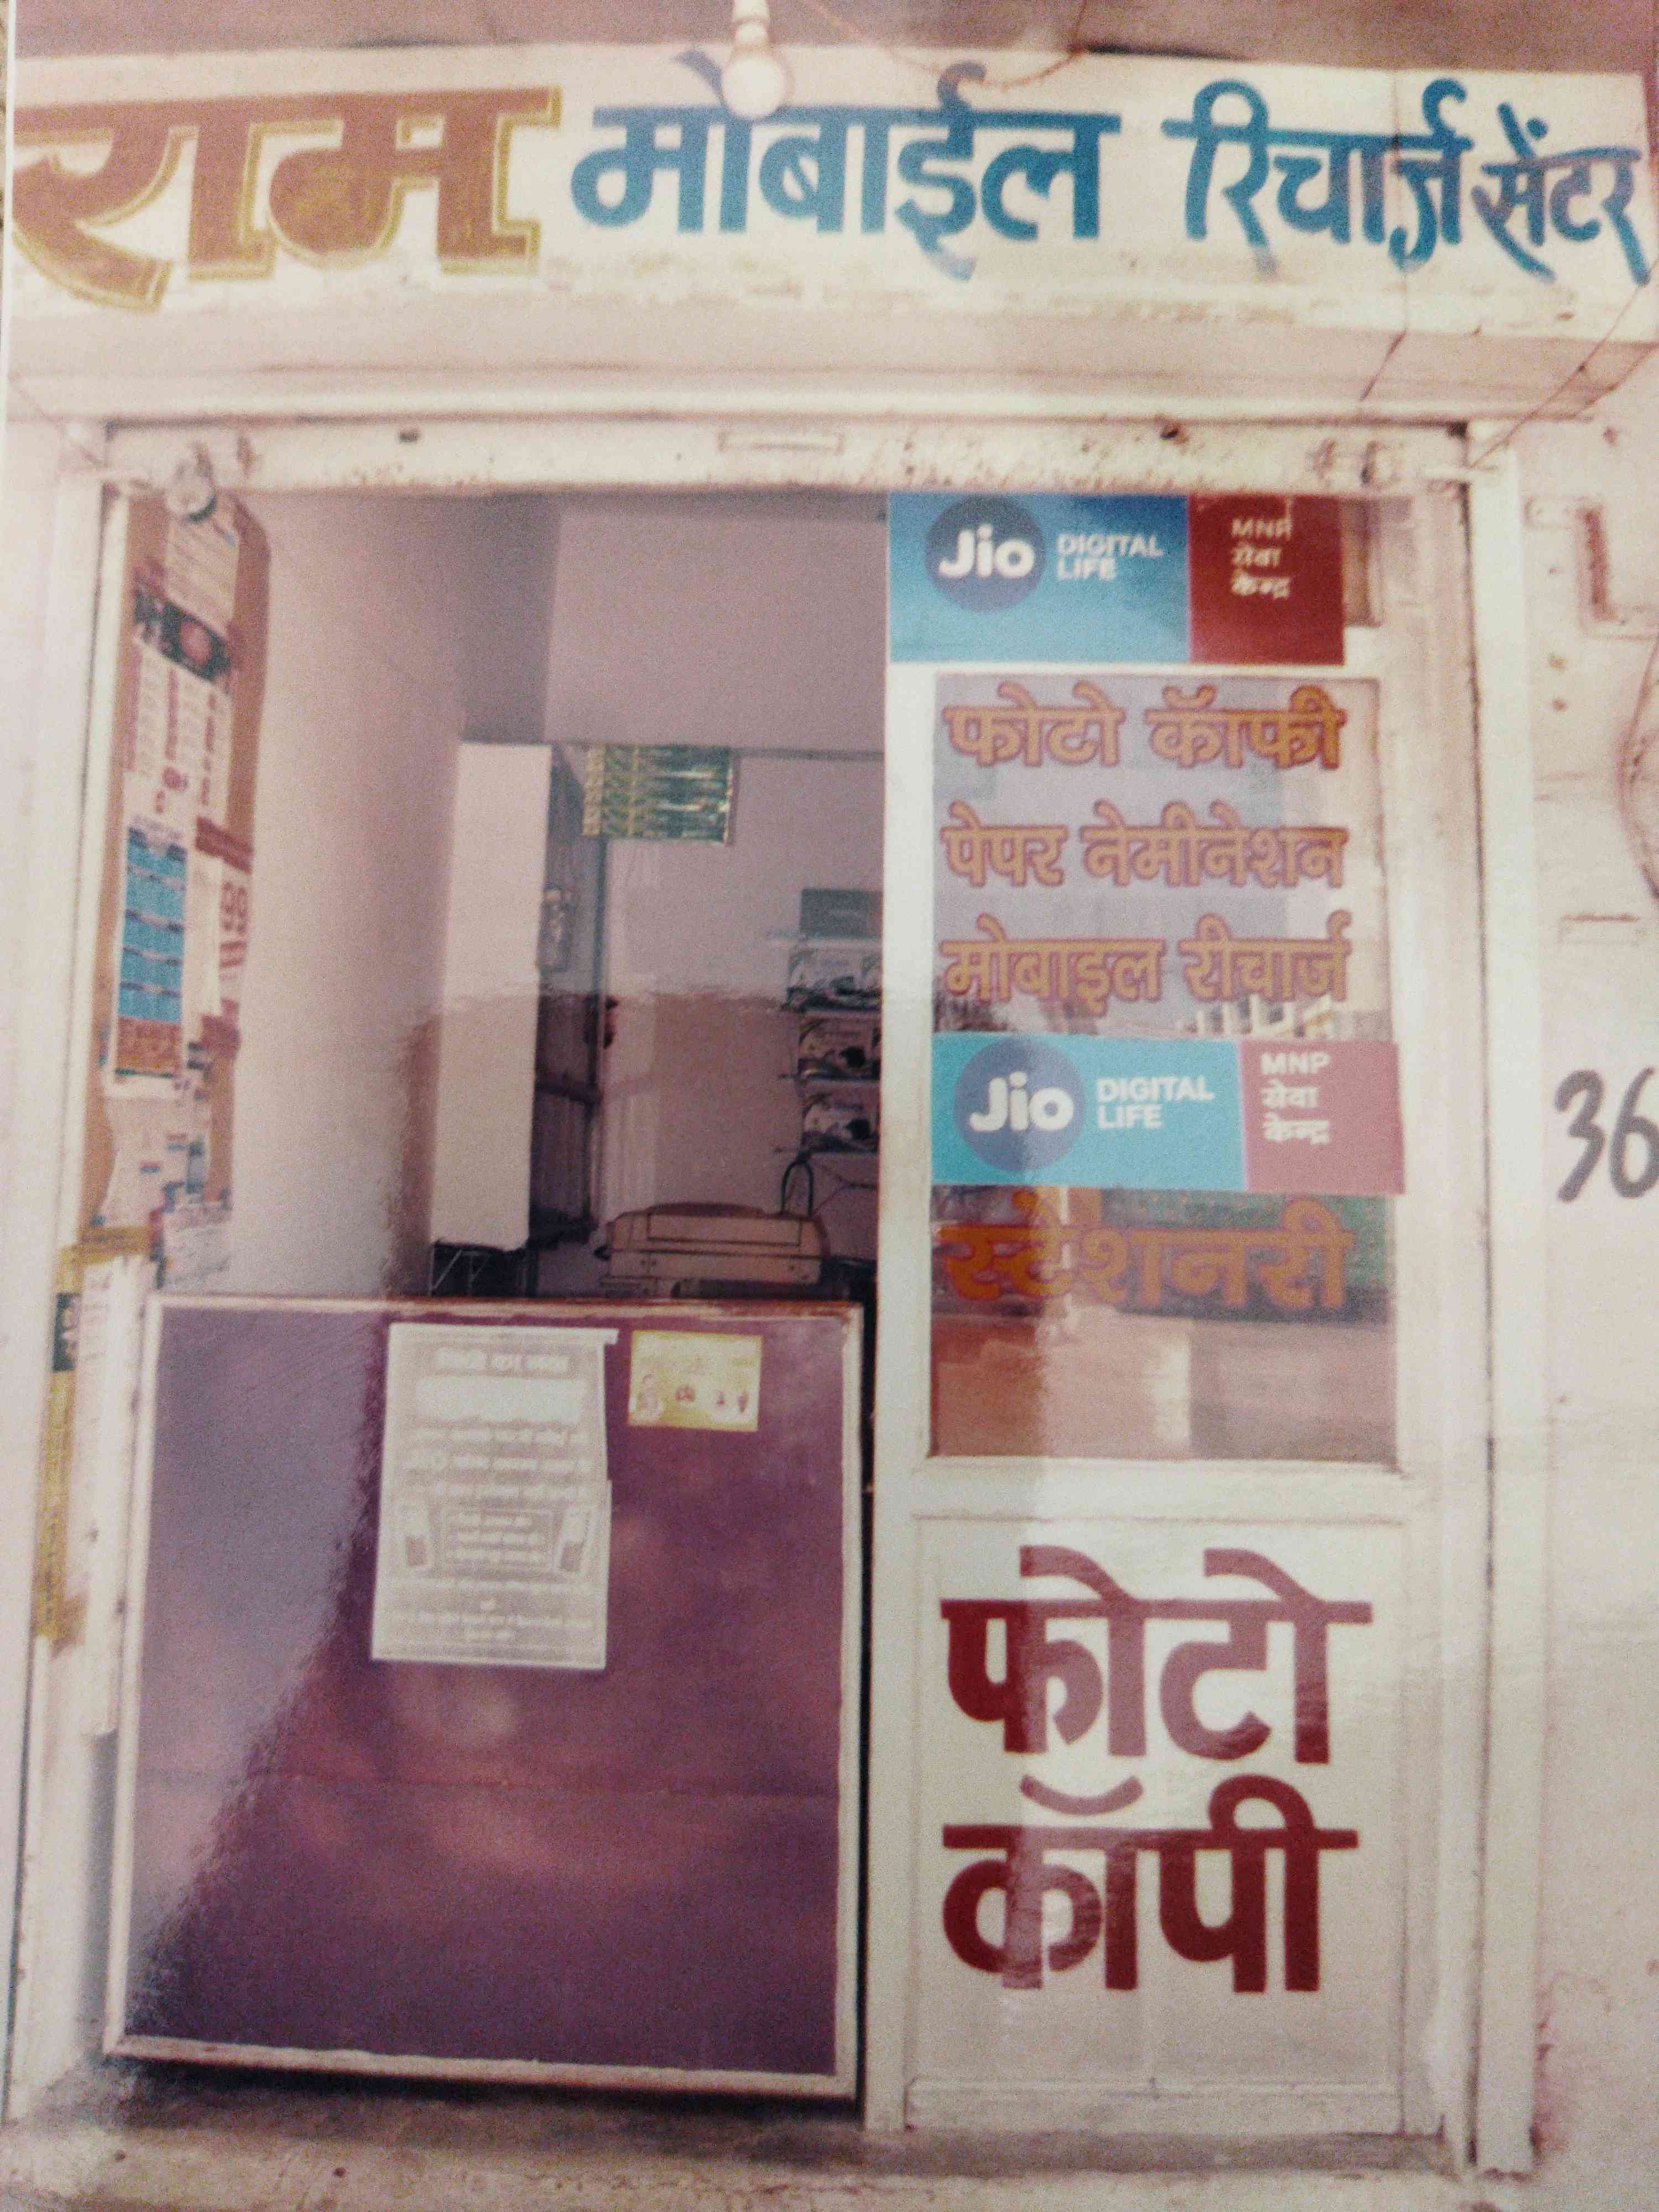 राम मोबाईल रिचार्ज सेंटर
Jio DIGITAL LIFE
MNP
सेवा
केन्द्र
फोटो कॅाफी
पेपर नेमीनेशन
मोबाइल रीचार्ज
Jio DIGITAL LIFE
MNP
सेवा
केन्द्र
स्टेशनरी
36
फोटो
कॉपी